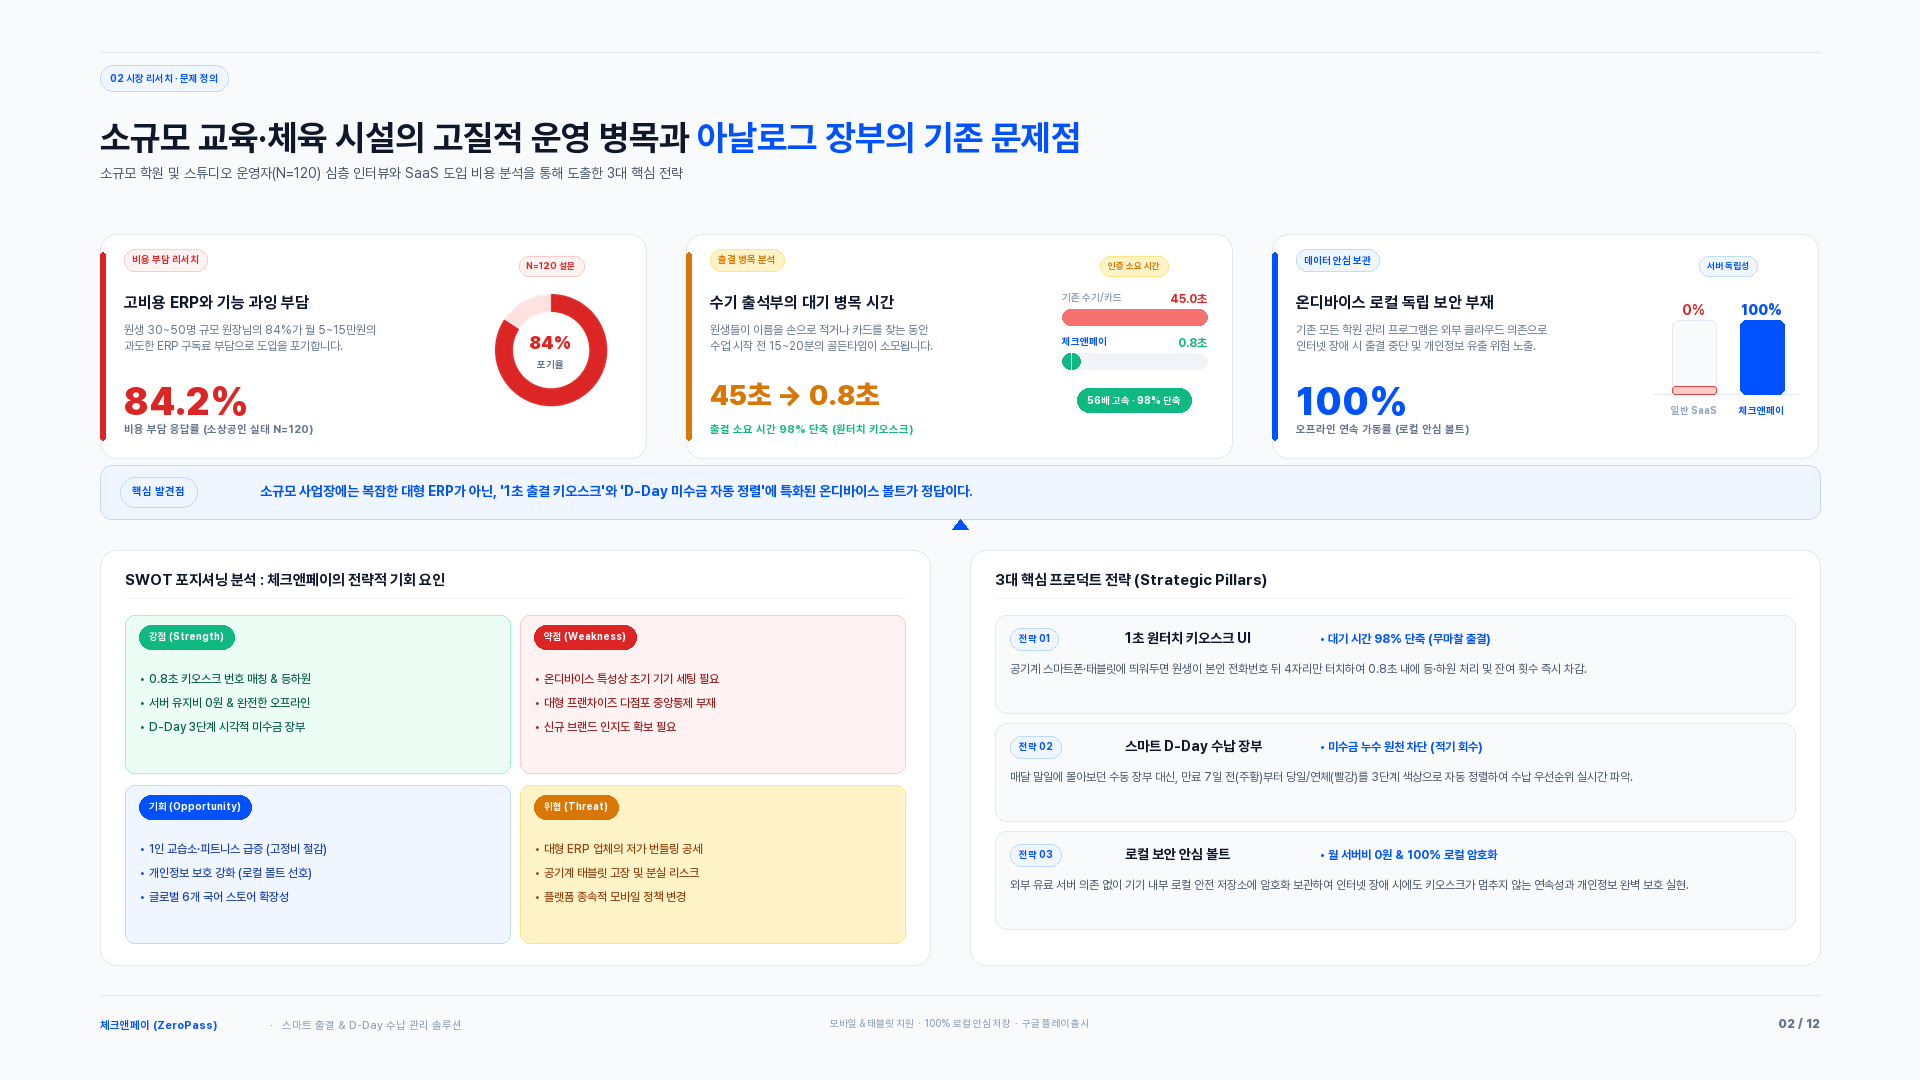 02 시장 리서치 · 문제 정의
소규모 교육·체육 시설의 고질적 운영 병목과 아날로그 장부의 기존 문제점
소규모 학원 및 스튜디오 운영자(N=120) 심층 인터뷰와 SaaS 도입 비용 분석을 통해 도출한 3대 핵심 전략
비용 부담 리서치
N=120 설문
고비용 ERP와 기능 과잉 부담
원생 30~50명 규모 원장님의 84%가 월 5~15만원의
과도한 ERP 구독료 부담으로 도입을 포기합니다.
84%
포기율
84.2%
비용 부담 응답률 (소상공인 실태 N=120)
출결 병목 분석
인증 소요 시간
수기 출석부의 대기 병목 시간
원생들이 이름을 손으로 적거나 카드를 찾는 동안
수업 시작 전 15~20분의 골든타임이 소모됩니다.
기존 수기/카드 45.0초
체크앤페이 0.8초
45초 → 0.8초
56배 고속 · 98% 단축
출결 소요 시간 98% 단축 (원터치 키오스크)
데이터 안심 보관
서버 독립성
온디바이스 로컬 독립 보안 부재
기존 모든 학원 관리 프로그램은 외부 클라우드 의존으로
인터넷 장애 시 출결 중단 및 개인정보 유출 위험 노출.
0% 100%
일반 SaaS 체크앤페이
100%
오프라인 연속 가동률 (로컬 안심 볼트)
핵심 발견점
소규모 사업장에는 복잡한 대형 ERP가 아닌, '1초 출결 키오스크'와 'D-Day 미수금 자동 정렬'에 특화된 온디바이스 볼트가 정답이다.
SWOT 포지셔닝 분석 : 체크앤페이의 전략적 기회 요인
강점 (Strength)
• 0.8초 키오스크 번호 매칭 & 등하원
• 서버 유지비 0원 & 완전한 오프라인
• D-Day 3단계 시각적 미수금 장부
약점 (Weakness)
• 온디바이스 특성상 초기 기기 세팅 필요
• 대형 프랜차이즈 다점포 중앙통제 부재
• 신규 브랜드 인지도 확보 필요
기회 (Opportunity)
• 1인 교습소·피트니스 급증 (고정비 절감)
• 개인정보 보호 강화 (로컬 볼트 선호)
• 글로벌 6개 국어 스토어 확장성
위협 (Threat)
• 대형 ERP 업체의 저가 번들링 공세
• 공기계 태블릿 고장 및 분실 리스크
• 플랫폼 종속적 모바일 정책 변경
3대 핵심 프로덕트 전략 (Strategic Pillars)
전략 01 1초 원터치 키오스크 UI • 대기 시간 98% 단축 (무마찰 출결)
공기계 스마트폰·태블릿에 띄워두면 원생이 본인 전화번호 뒤 4자리만 터치하여 0.8초 내에 등·하원 처리 및 잔여 횟수 즉시 차감.
전략 02 스마트 D-Day 수납 장부 • 미수금 누수 원천 차단 (적기 회수)
매달 말일에 몰아보던 수동 장부 대신, 만료 7일 전(주황)부터 당일/연체(빨강)를 3단계 색상으로 자동 정렬하여 수납 우선순위 실시간 파악.
전략 03 로컬 보안 안심 볼트 • 월 서버비 0원 & 100% 로컬 암호화
외부 유료 서버 의존 없이 기기 내부 로컬 안전 저장소에 암호화 보관하여 인터넷 장애 시에도 키오스크가 멈추지 않는 연속성과 개인정보 완벽 보호 실현.
체크앤페이 (ZeroPass) · 스마트 출결 & D-Day 수납 관리 솔루션
모바일 & 태블릿 지원 · 100% 로컬 안심 저장 · 구글 플레이 출시
02 / 12